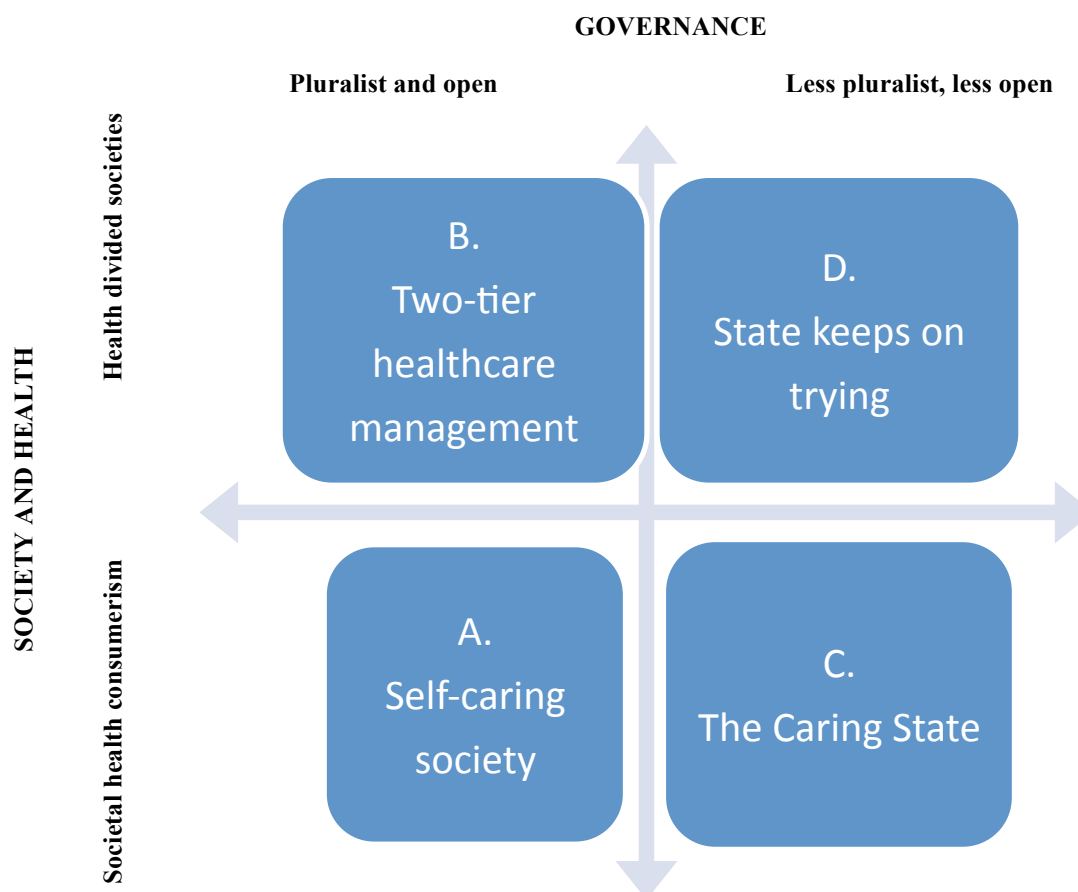 GOVERNANCE
Pluralist and open
Less pluralist, less open
SOCIETY AND HEALTH
Health divided societies
B.
Two-tier
healthcare
management
D.
State keeps on
trying
Societal health consumerism
A.
Self-caring
society
C.
The Caring State